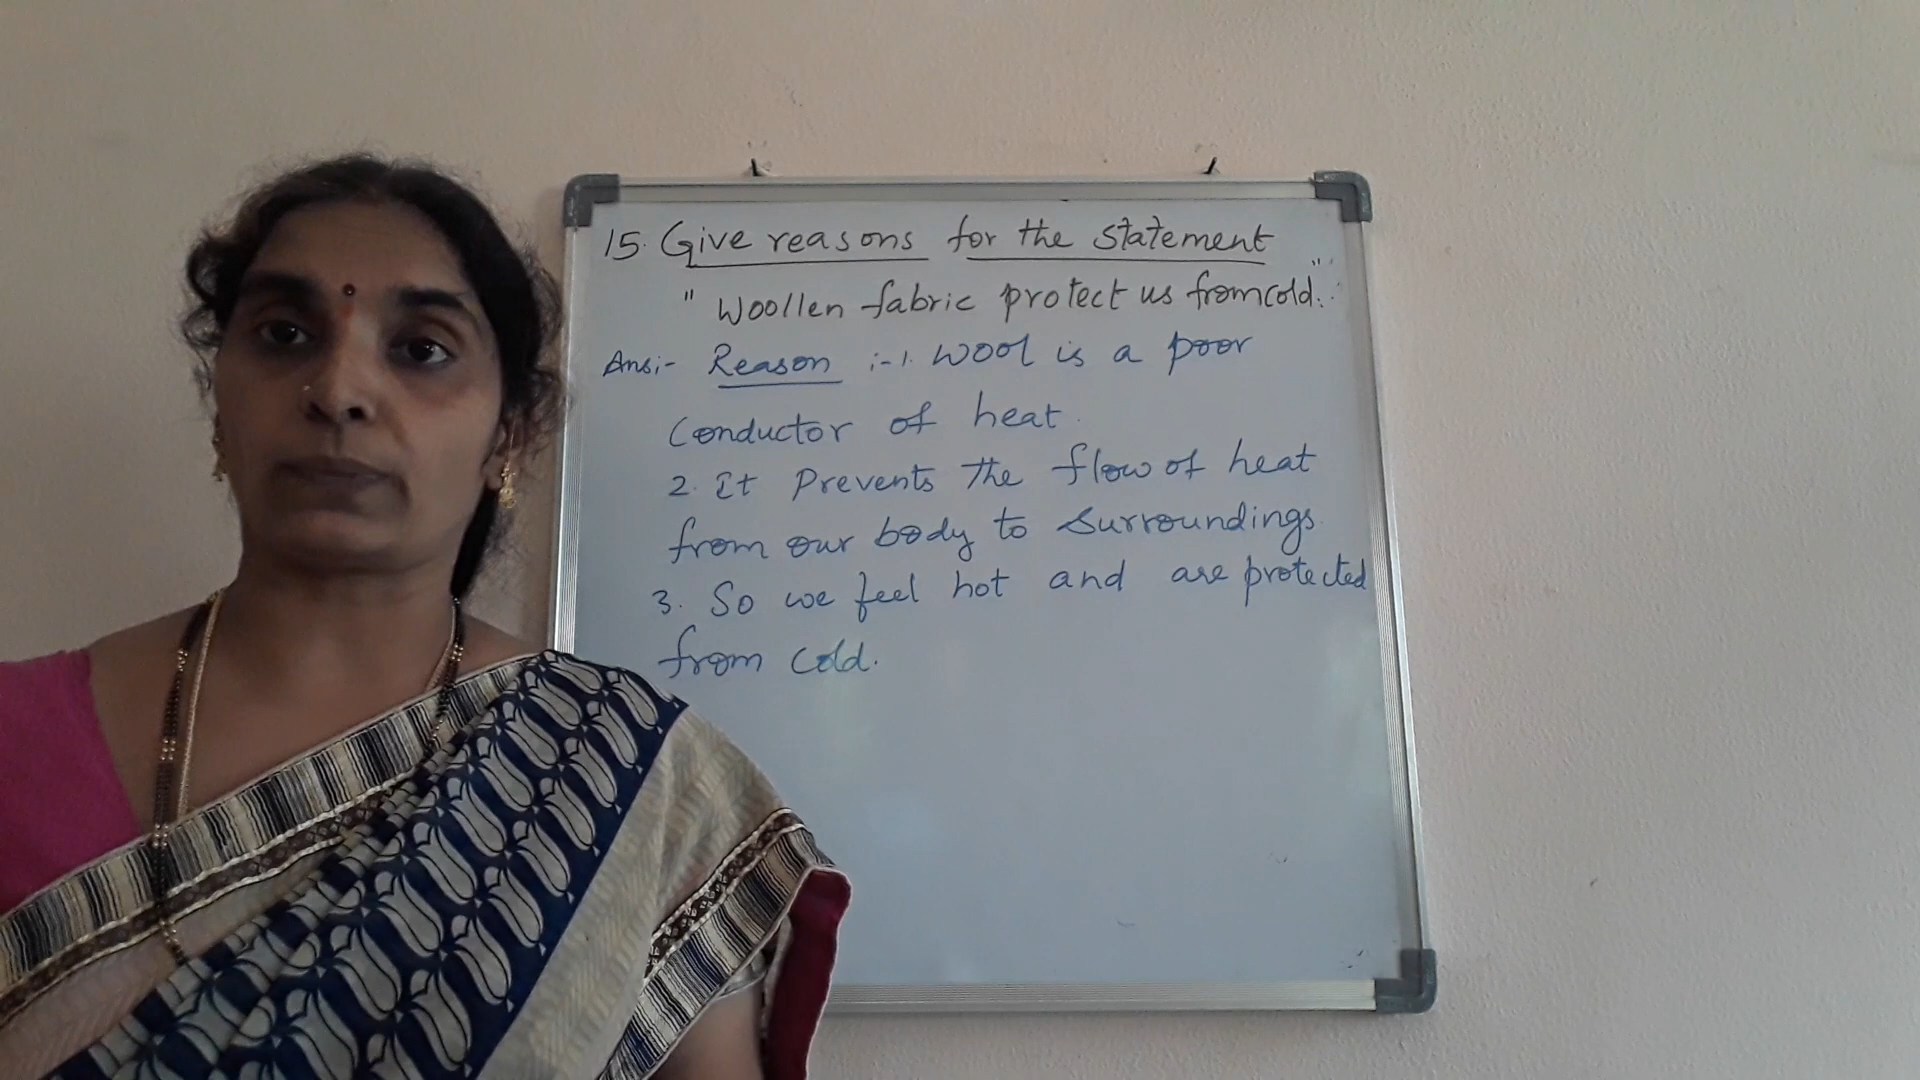 15. Give reasons for the statement
" Woollen fabric protect us from cold."
Ans:- Reason :- 1. Wool is a poor
Conductor of heat.
2. It Prevents the flow of heat
from our body to Surroundings.
3. So we feel hot and are protected
from cold.